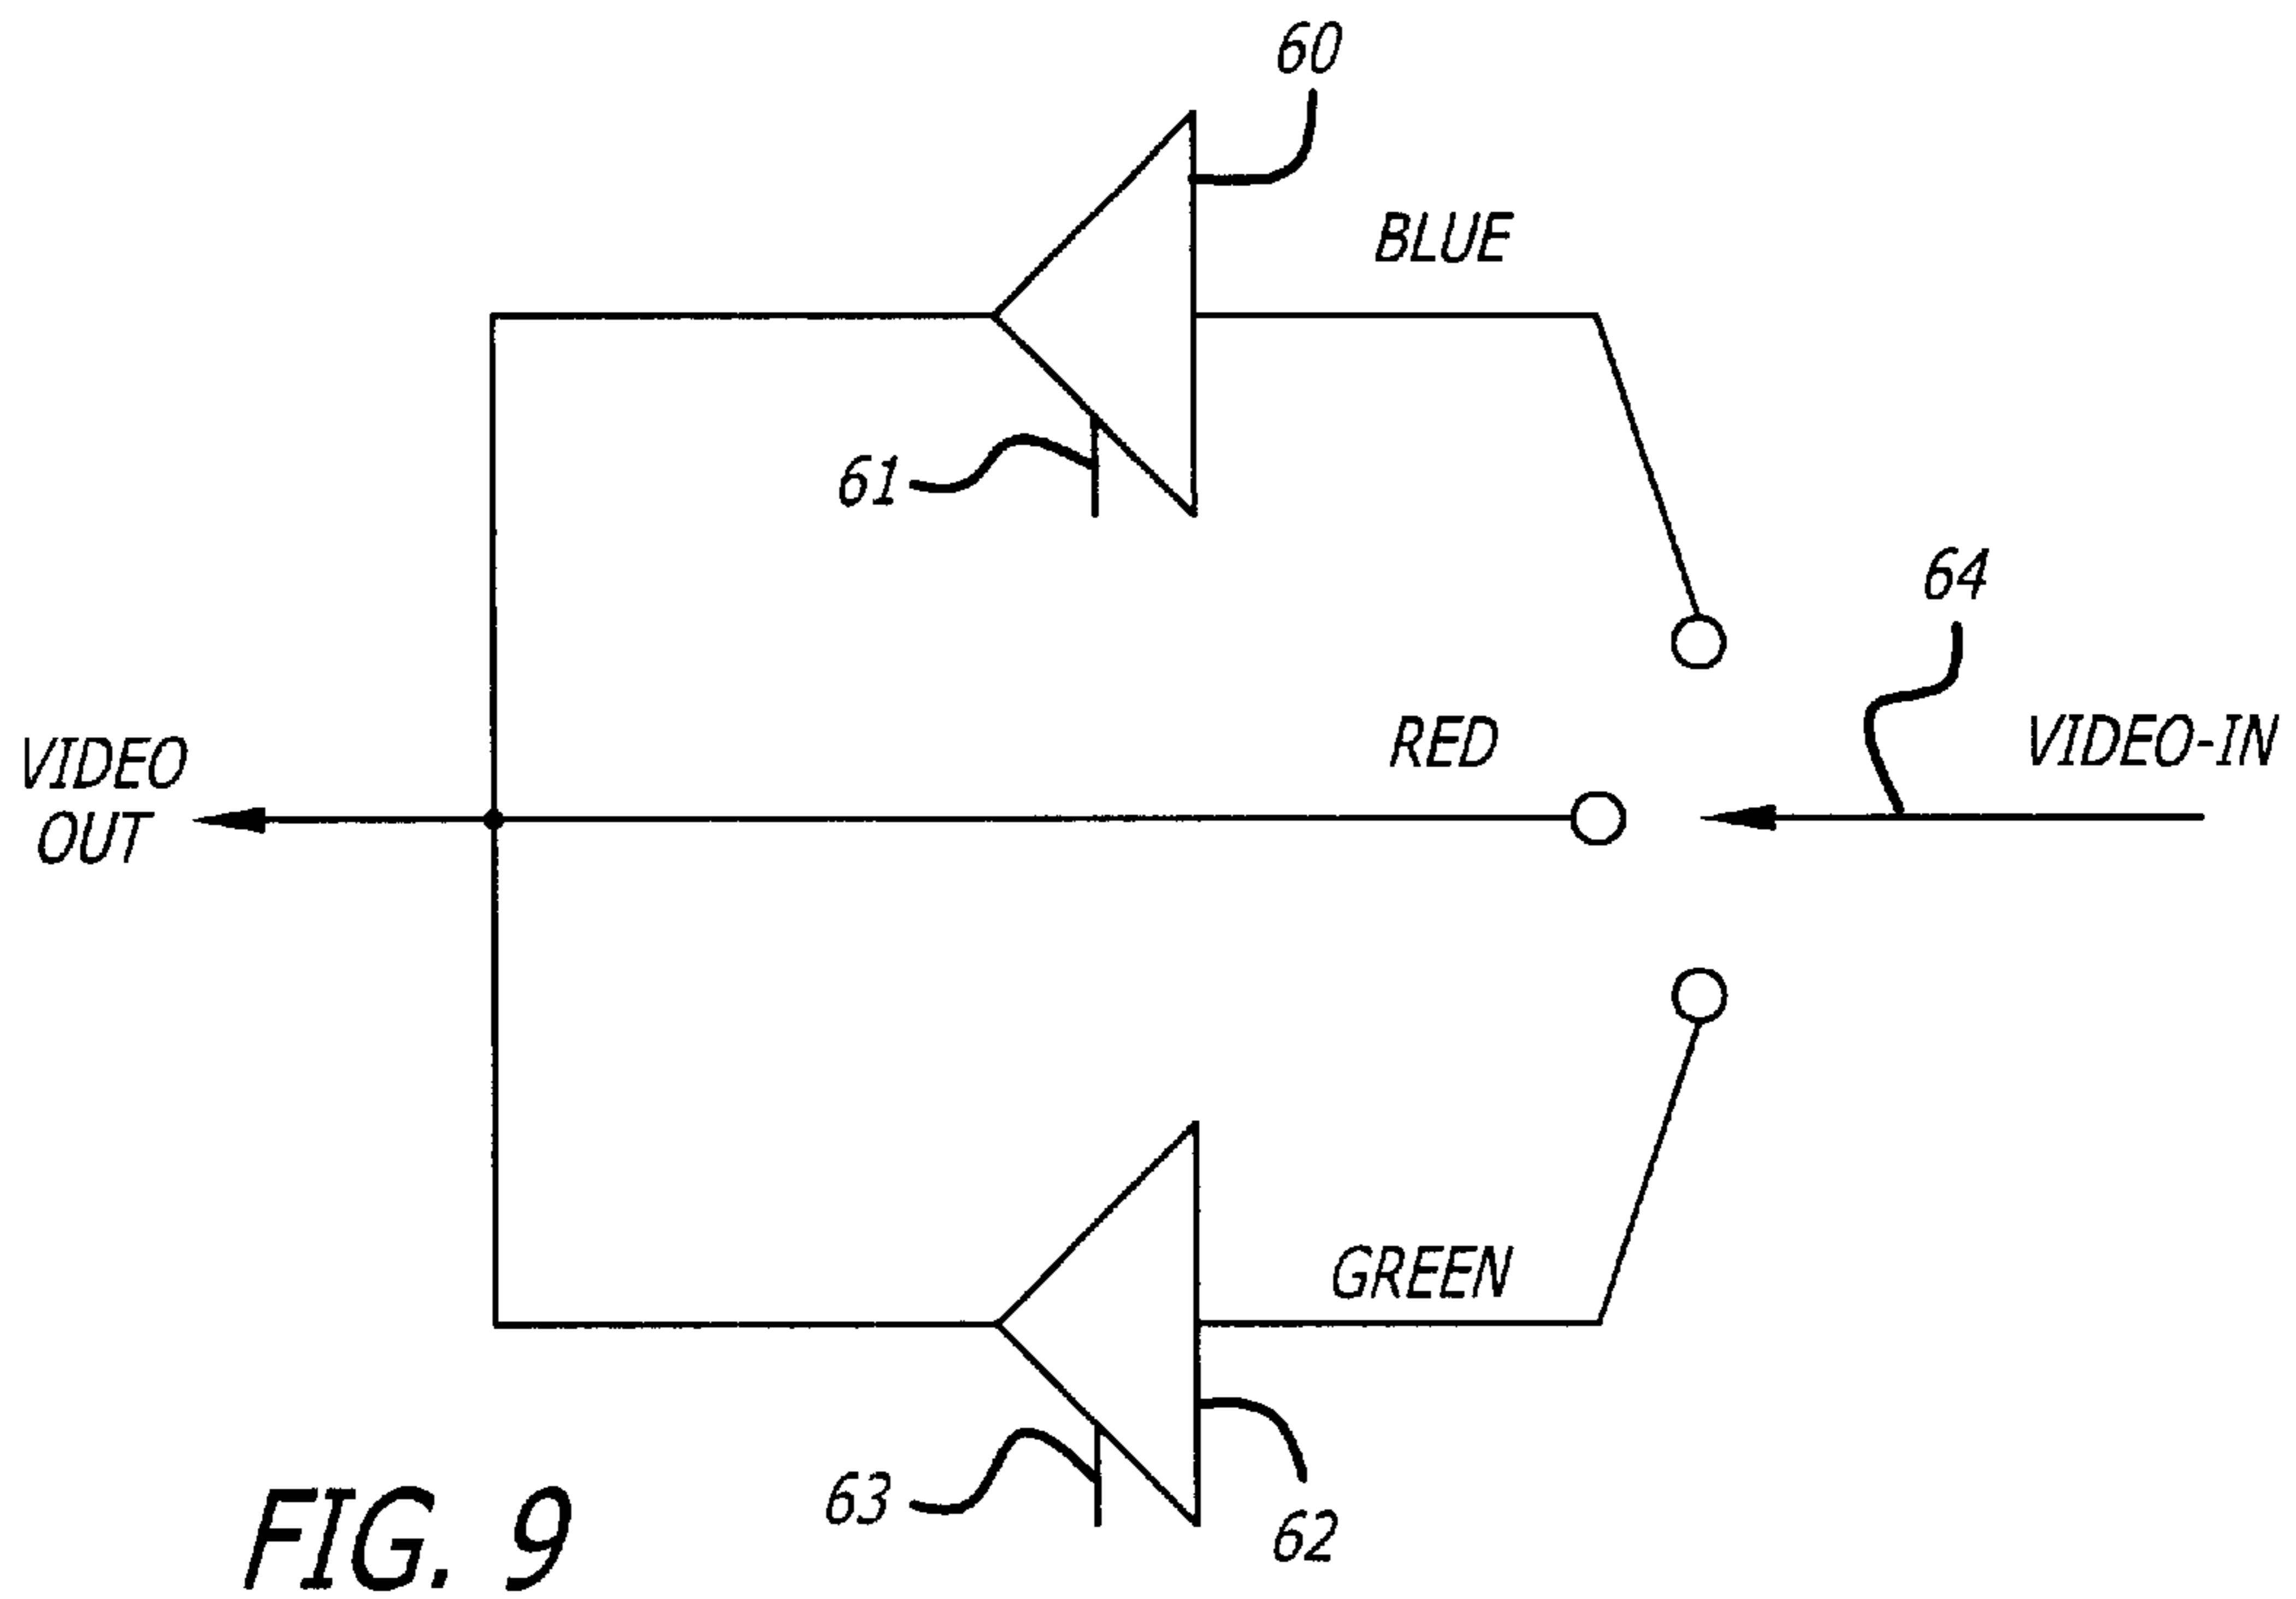 60
BLUE
61
64
VIDEO
OUT
RED
VIDEO-IN
GREEN
63
62
FIG. 9